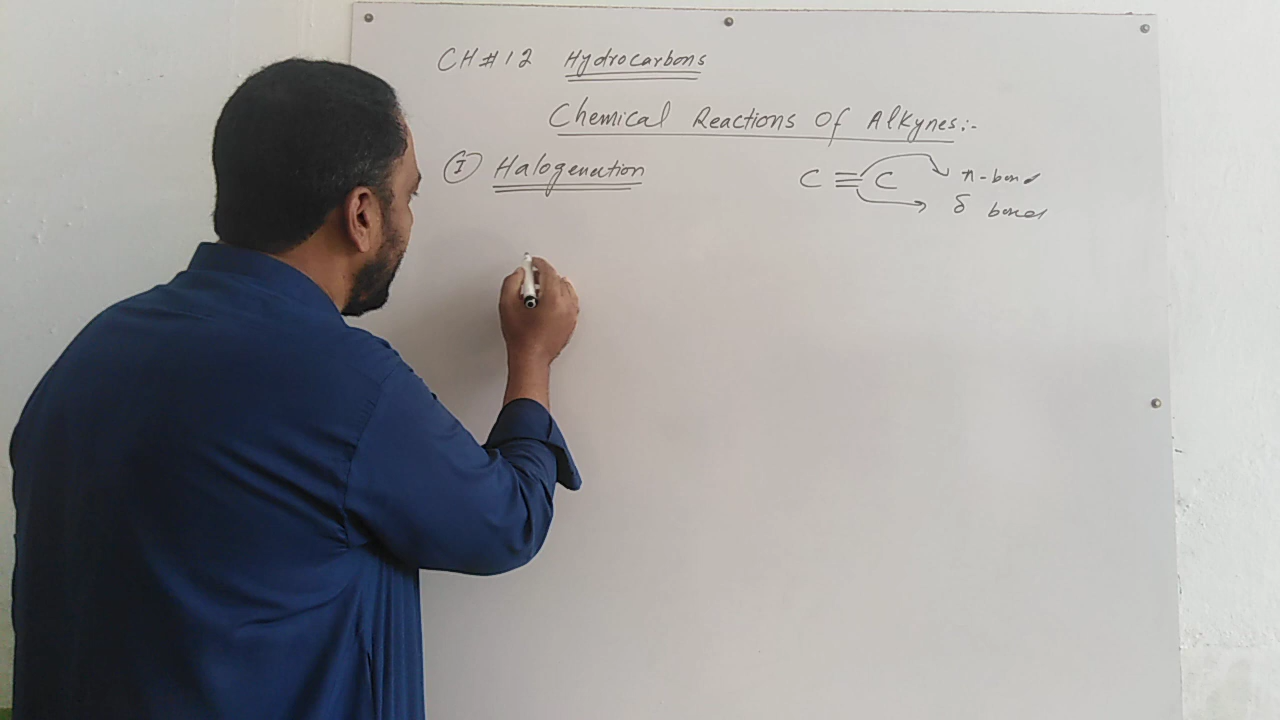 CH#12 Hydrocarbons
Chemical Reactions Of Alkynes:-
I Halogenation
C ≡ C π-bond
δ bond